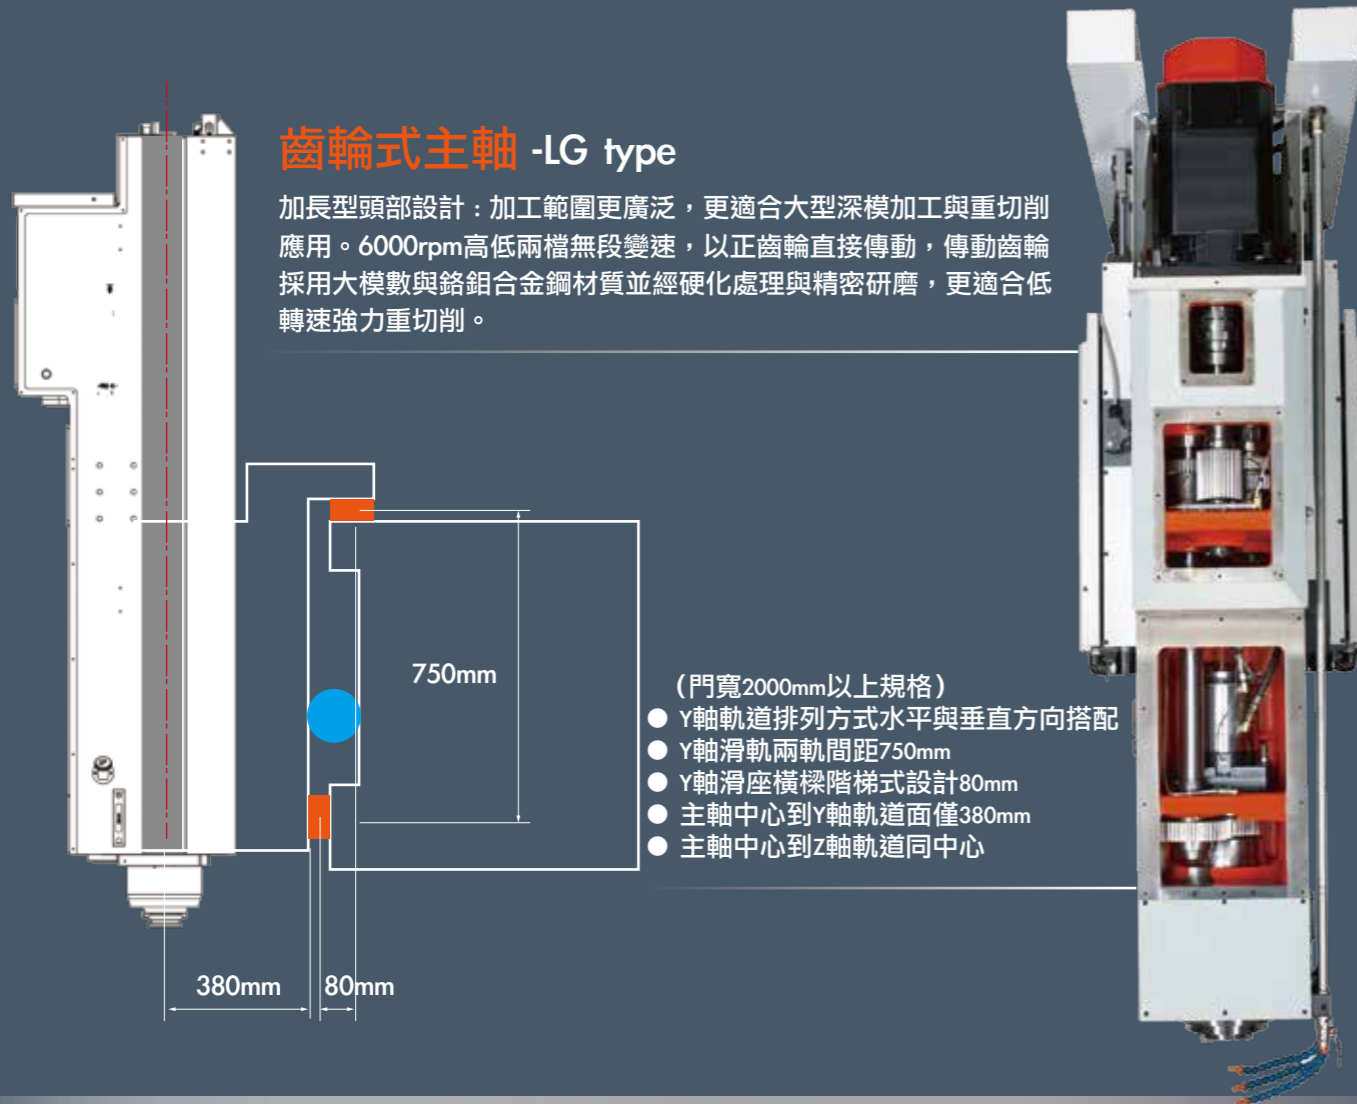 齒輪式主軸 -LG type
加長型頭部設計：加工範圍更廣泛，更適合大型深模加工與重切削
應用。6000rpm高低兩檔無段變速，以正齒輪直接傳動，傳動齒輪
採用大模數與鉻鉬合金鋼材質並經硬化處理與精密研磨，更適合低
轉速強力重切削。
750mm
（門寬2000mm以上規格）
● Y軸軌道排列方式水平與垂直方向搭配
● Y軸滑軌兩軌間距750mm
● Y軸滑座橫樑階梯式設計80mm
● 主軸中心到Y軸軌道面僅380mm
● 主軸中心到Z軸軌道同中心
380mm
80mm